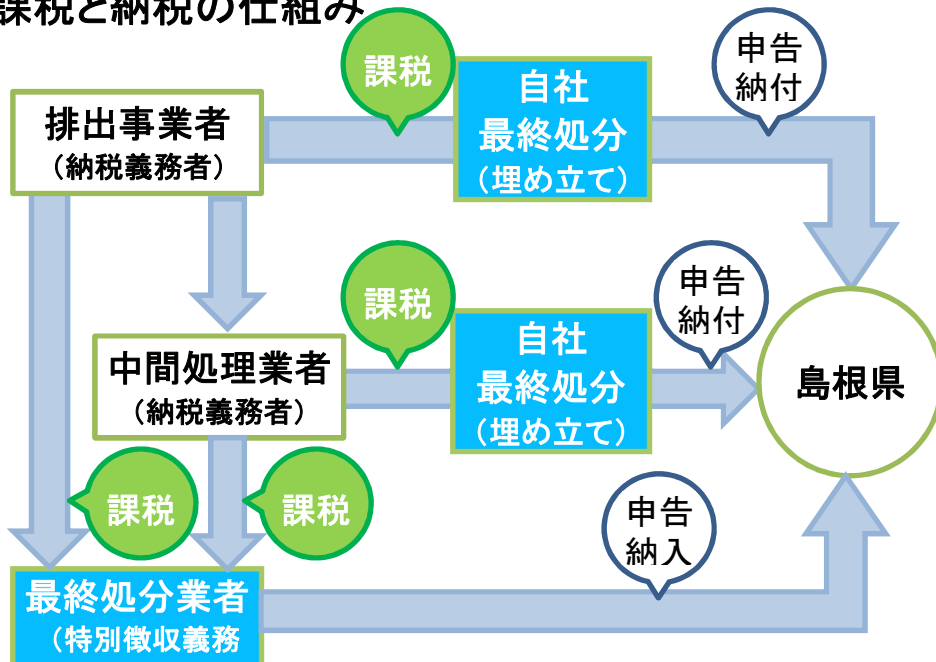 課税と納税の仕組み
課税
申告
納付
自社
最終処分
（埋め立て）
排出事業者
（納税義務者）
課税
申告
納付
自社
最終処分
（埋め立て）
中間処理業者
（納税義務者）
島根県
課税
課税
申告
納入
最終処分業者
（特別徴収義務